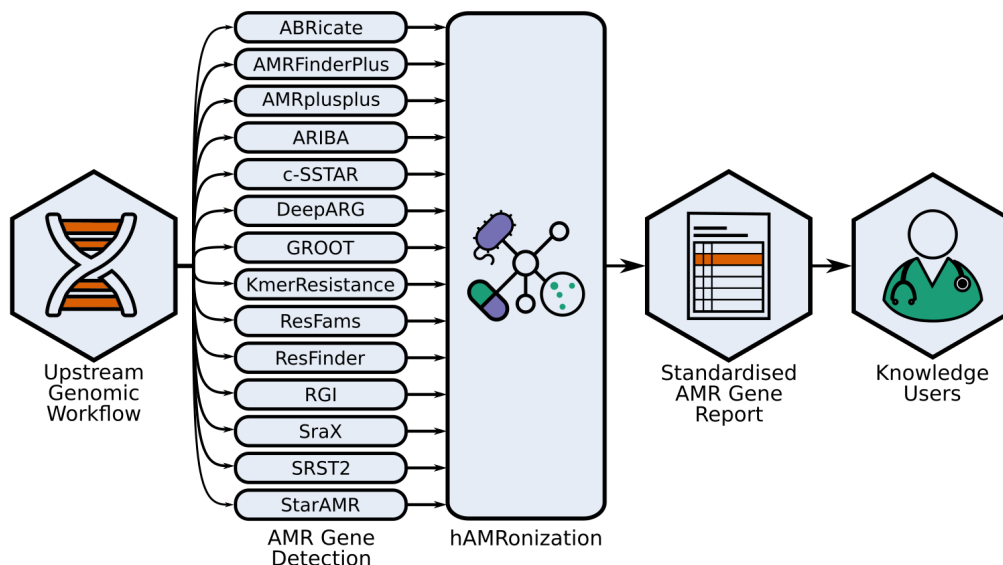 ABRicate
AMRFinderPlus
AMRplusplus
ARIBA
c-SSTAR
DeepARG
GROOT
KmerResistance
ResFams
ResFinder
RGI
SraX
SRST2
StarAMR
Upstream
Genomic
Workflow
AMR Gene
Detection
hAMRonization
Standardised
AMR Gene
Report
Knowledge
Users